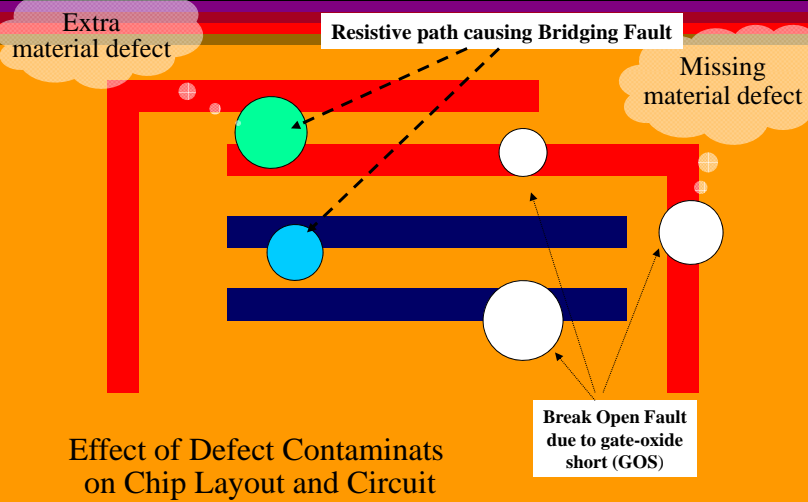 Extra
material defect
Resistive path causing Bridging Fault
Missing
material defect
Break Open Fault
due to gate-oxide
short (GOS)
Effect of Defect Contaminats
on Chip Layout and Circuit